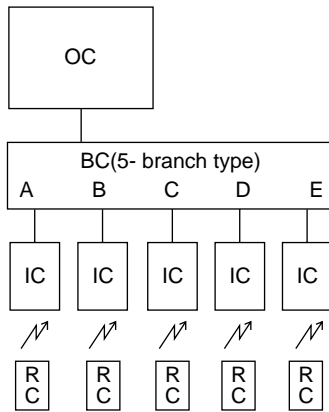 OC
BC(5- branch type)
A B C D E
IC IC IC IC IC
R R R R R
C C C C C